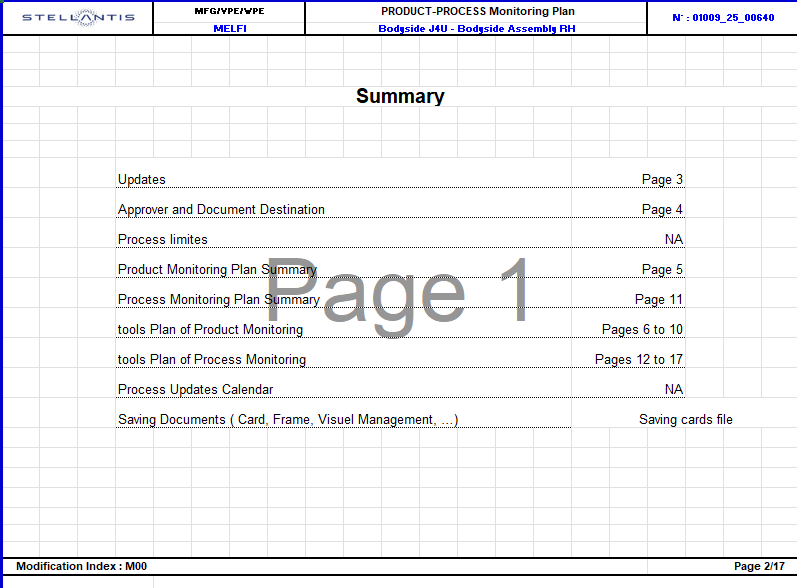 STELLANTIS
MFG/VPE/WPE
MELFI
PRODUCT-PROCESS Monitoring Plan
Bodyside J4U - Bodyside Assembly RH
N° : 01009_25_00640
Summary
Updates Page 3
Approver and Document Destination Page 4
Process limites NA
Product Monitoring Plan Summary Page 5
Process Monitoring Plan Summary Page 11
tools Plan of Product Monitoring Pages 6 to 10
tools Plan of Process Monitoring Pages 12 to 17
Process Updates Calendar NA
Saving Documents ( Card, Frame, Visuel Management, ...) Saving cards file
Page 1
Modification Index : M00 Page 2/17